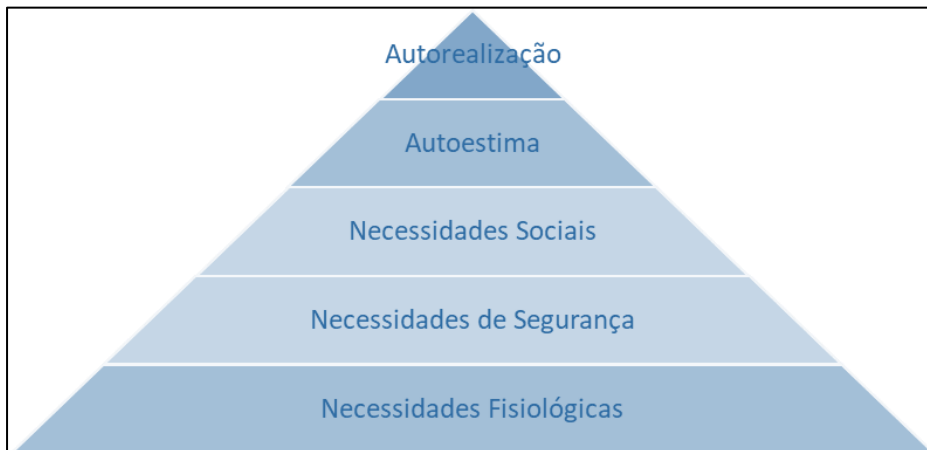 Autorealização
Autoestima
Necessidades Sociais
Necessidades de Segurança
Necessidades Fisiológicas